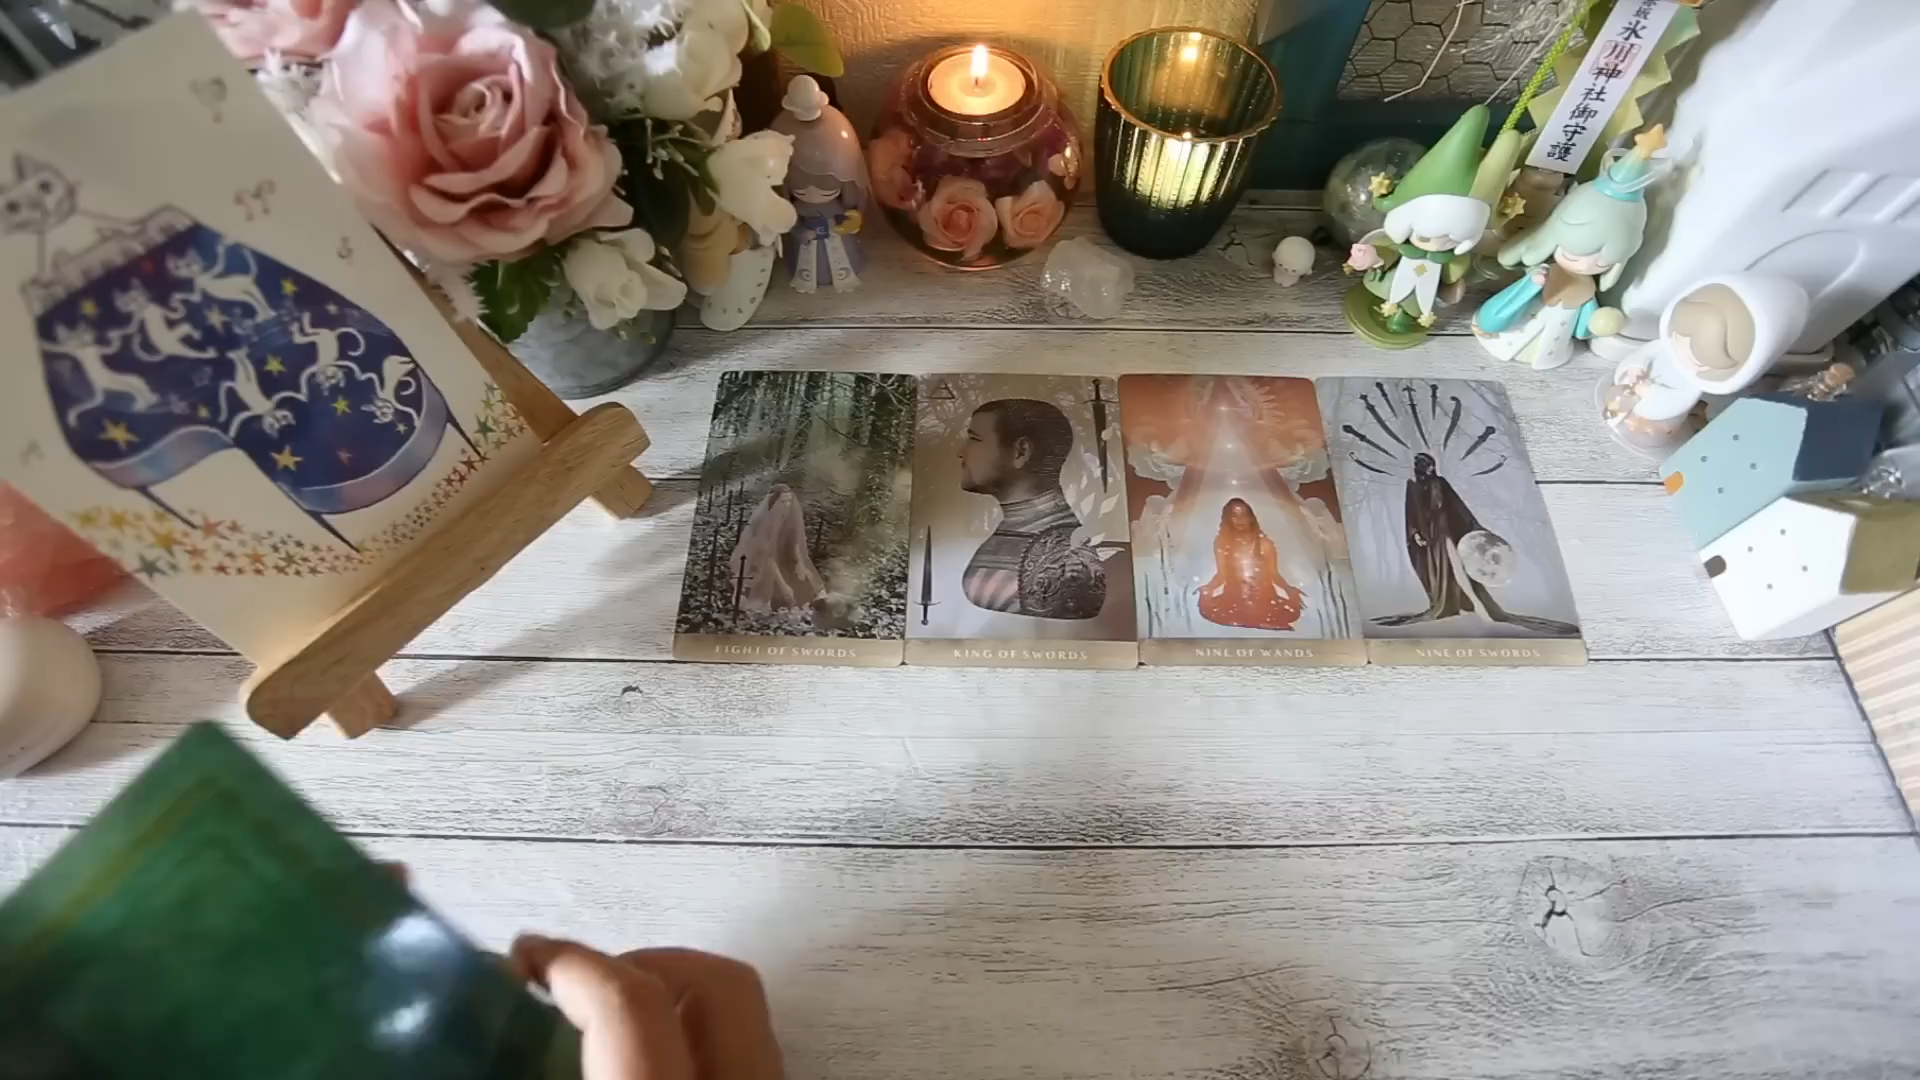 氷川神社御守護
EIGHT OF SWORDS
KING OF SWORDS
NINE OF WANDS
NINE OF SWORDS